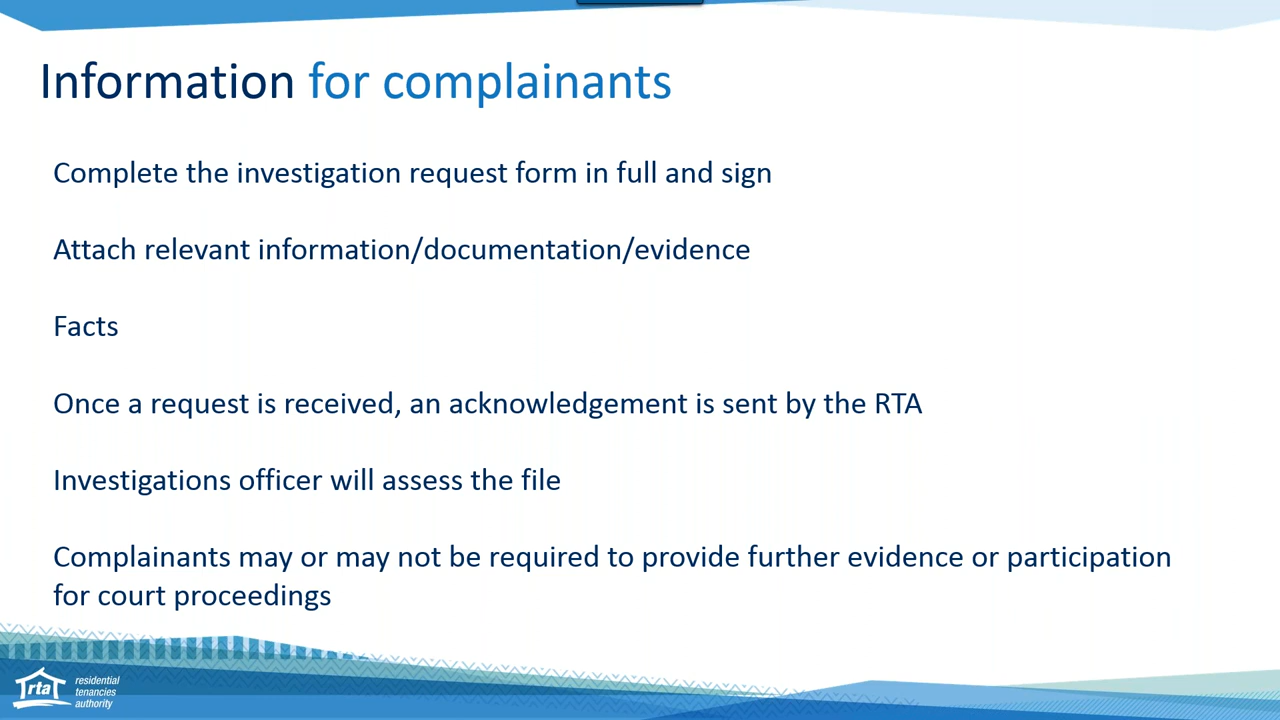 Information for complainants
Complete the investigation request form in full and sign
Attach relevant information/documentation/evidence
Facts
Once a request is received, an acknowledgement is sent by the RTA
Investigations officer will assess the file
Complainants may or may not be required to provide further evidence or participation
for court proceedings
rta
residential
tenancies
authority